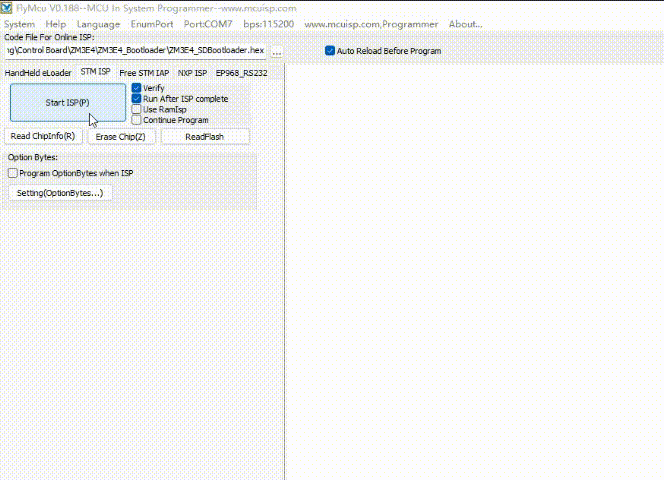 FlyMcu V0.188--MCU In System Programmer--www.mcuisp.com
System Help Language EnumPort Port:COM7 bps:115200 www.mcuisp.com,Programmer About...
Code File For Online ISP:
ng\Control Board\ZM3E4\ZM3E4_Bootloader\ZM3E4_SDBootloader.hex ... Auto Reload Before Program
HandHeld eLoader STM ISP Free STM IAP NXP ISP EP968_RS232
Start ISP(P)
Verify
Run After ISP complete
Use RamIsp
Continue Program
Read ChipInfo(R) Erase Chip(Z) ReadFlash
Option Bytes:
Program OptionBytes when ISP
Setting(OptionBytes...)